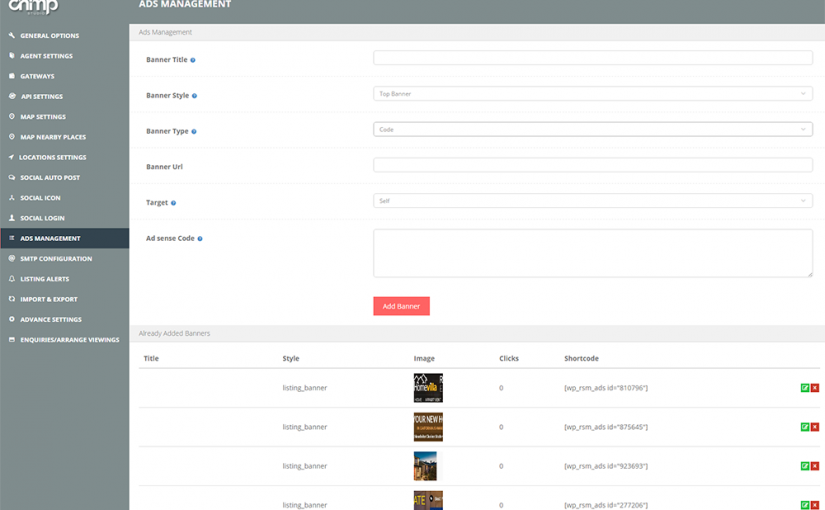 ADS MANAGEMENT
GENERAL OPTIONS
AGENT SETTINGS
GATEWAYS
API SETTINGS
MAP SETTINGS
MAP NEARBY PLACES
LOCATIONS SETTINGS
SOCIAL AUTO POST
SOCIAL ICON
SOCIAL LOGIN
ADS MANAGEMENT
SMTP CONFIGURATION
LISTING ALERTS
IMPORT & EXPORT
ADVANCE SETTINGS
ENQUIRIES/ARRANGE VIEWINGS
Ads Management
Banner Title
Banner Style
Top Banner
Banner Type
Code
Banner Url
Target
Self
Ad sense Code
Add Banner
Already Added Banners
Title Style Image Clicks Shortcode
listing_banner 0 [wp_rsm_ads id="810796"]
listing_banner YOUR NEW H 0 [wp_rsm_ads id="875645"]
listing_banner 0 [wp_rsm_ads id="923693"]
listing_banner 0 [wp_rsm_ads id="277206"]